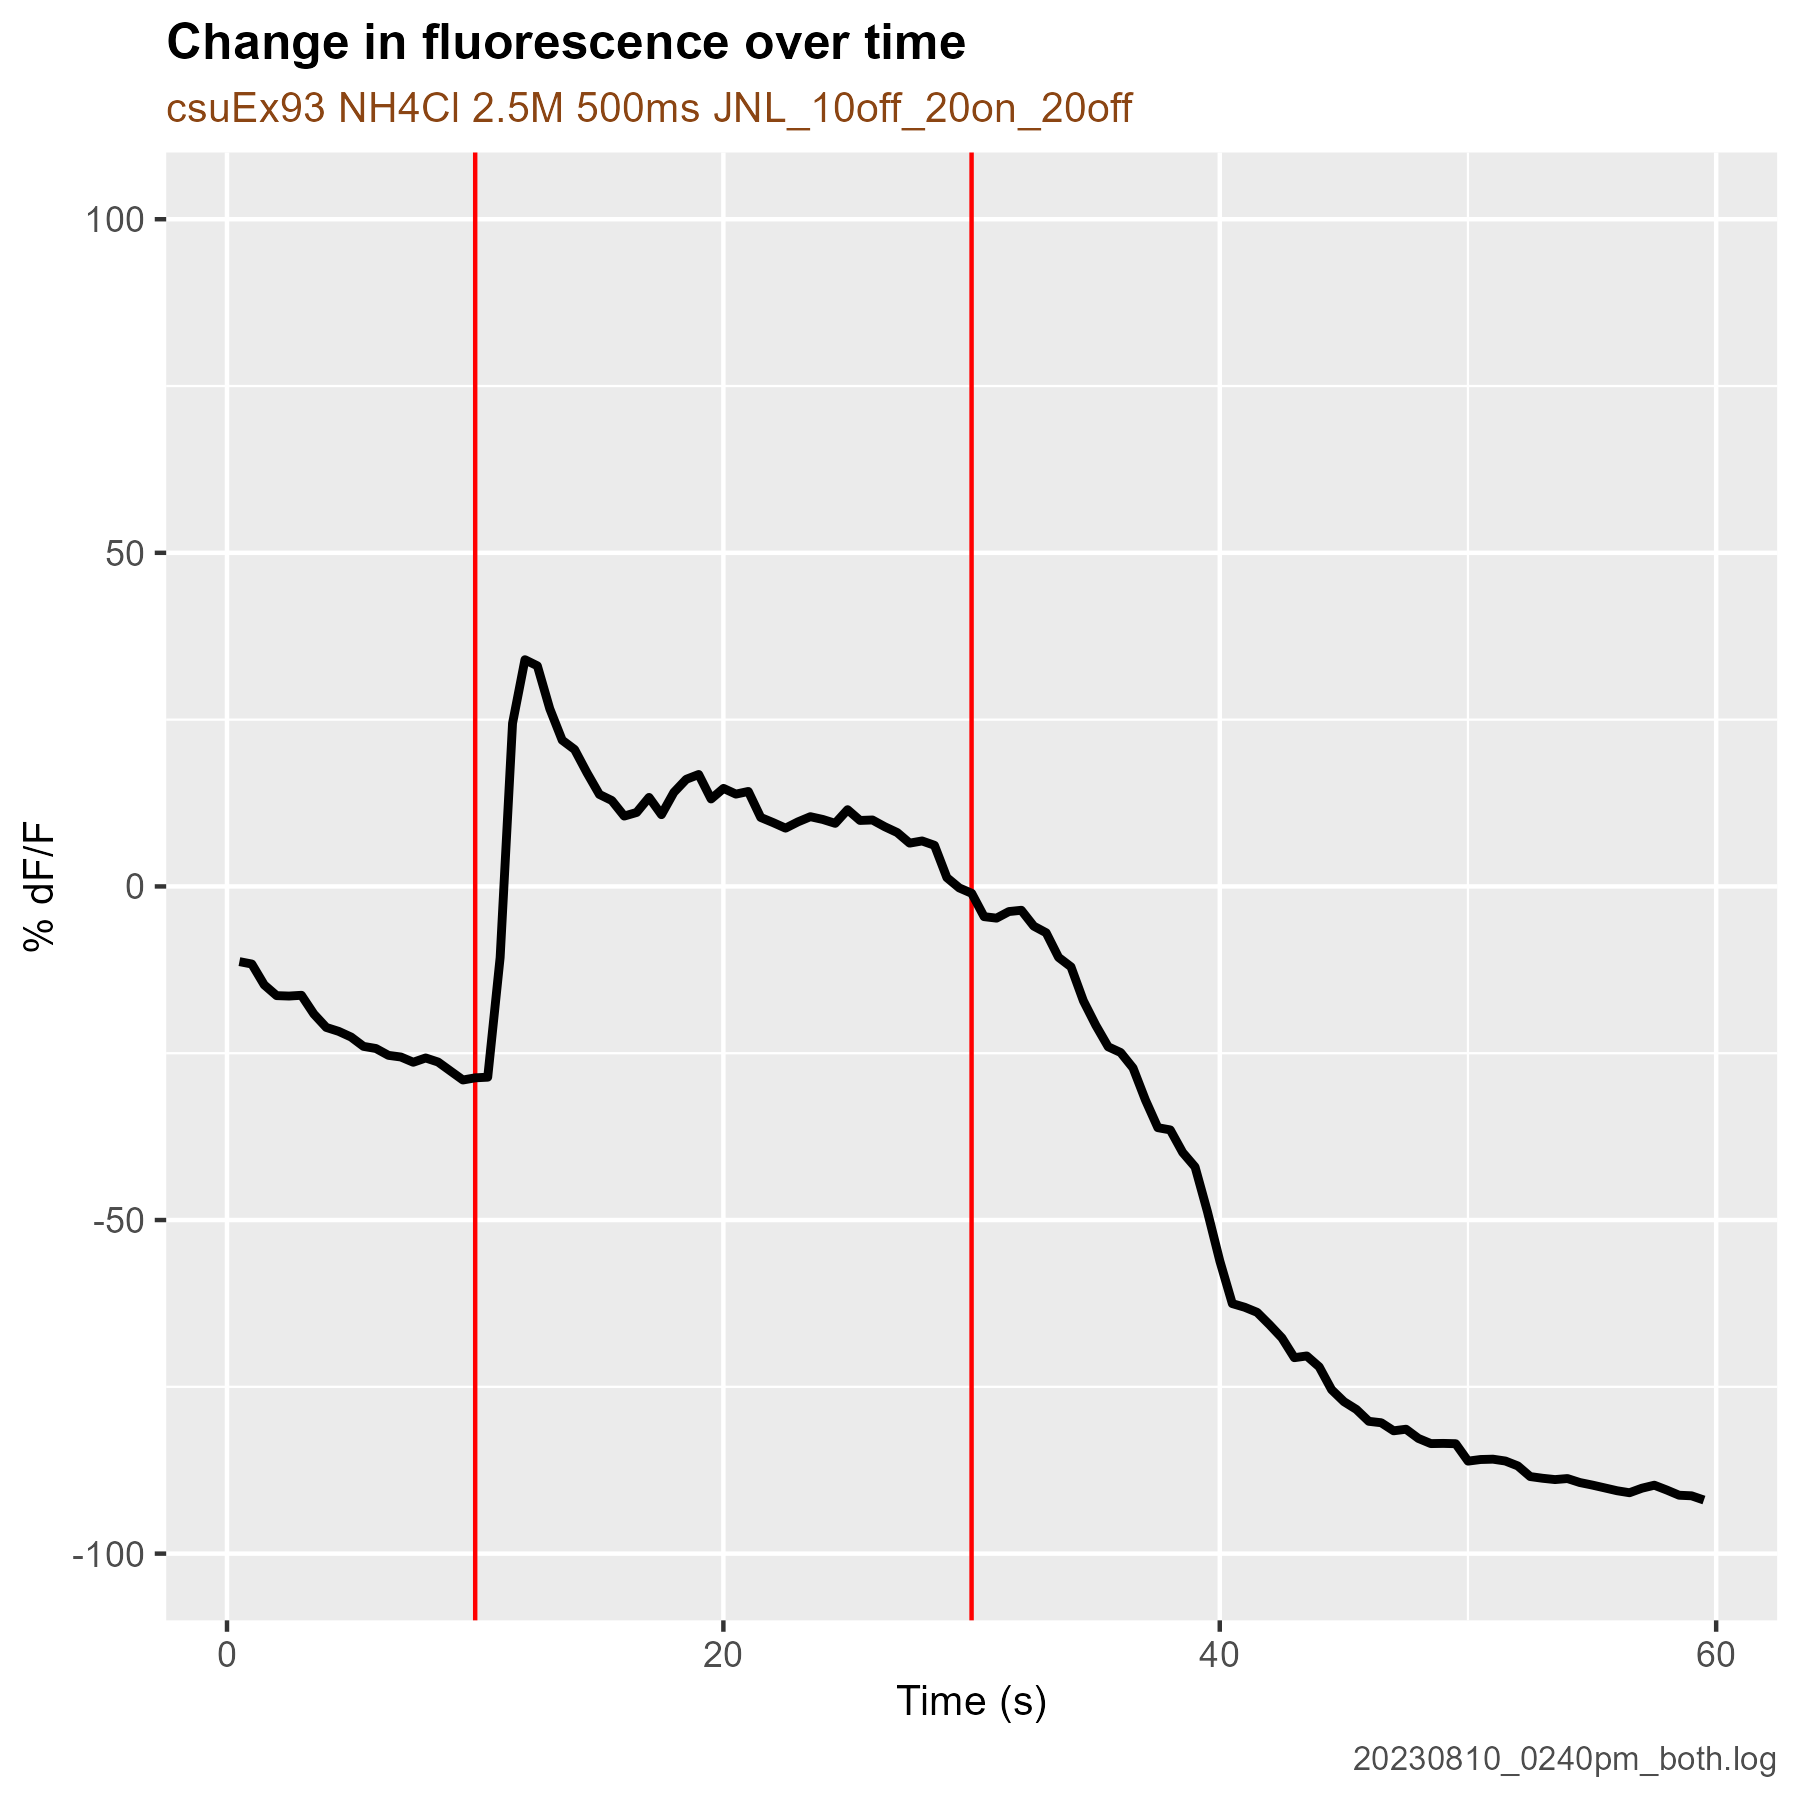 Change in fluorescence over time
csuEx93 NH4Cl 2.5M 500ms JNL_10off_20on_20off
100
50
0
-50
-100
% dF/F
0 20 40 60
Time (s)
20230810_0240pm_both.log